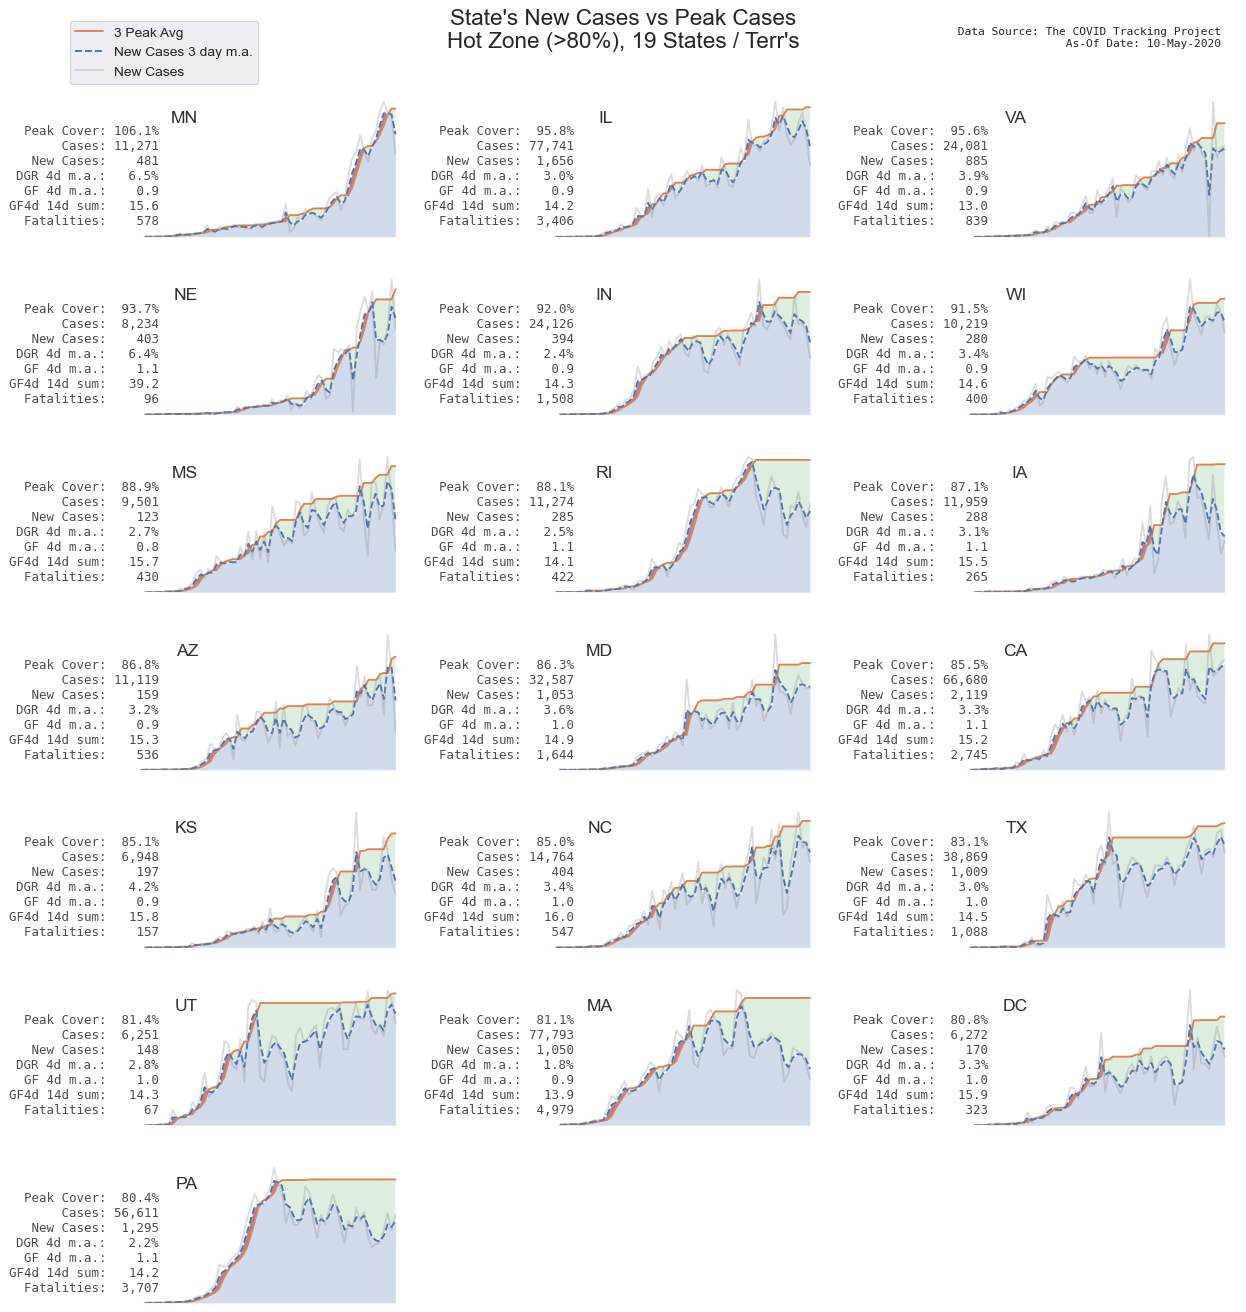 State's New Cases vs Peak Cases
Hot Zone (>80%), 19 States / Terr's
3 Peak Avg
New Cases 3 day m.a.
New Cases
Data Source: The COVID Tracking Project
As-Of Date: 10-May-2020
MN
Peak Cover: 106.1%
Cases: 11,271
New Cases: 481
DGR 4d m.a.: 6.5%
GF 4d m.a.: 0.9
GF4d 14d sum: 15.6
Fatalities: 578
IL
Peak Cover: 95.8%
Cases: 77,741
New Cases: 1,656
DGR 4d m.a.: 3.0%
GF 4d m.a.: 0.9
GF4d 14d sum: 14.2
Fatalities: 3,406
VA
Peak Cover: 95.6%
Cases: 24,081
New Cases: 885
DGR 4d m.a.: 3.9%
GF 4d m.a.: 0.9
GF4d 14d sum: 13.0
Fatalities: 839
NE
Peak Cover: 93.7%
Cases: 8,234
New Cases: 403
DGR 4d m.a.: 6.4%
GF 4d m.a.: 1.1
GF4d 14d sum: 39.2
Fatalities: 96
IN
Peak Cover: 92.0%
Cases: 24,126
New Cases: 394
DGR 4d m.a.: 2.4%
GF 4d m.a.: 0.9
GF4d 14d sum: 14.3
Fatalities: 1,508
WI
Peak Cover: 91.5%
Cases: 10,219
New Cases: 280
DGR 4d m.a.: 3.4%
GF 4d m.a.: 0.9
GF4d 14d sum: 14.6
Fatalities: 400
MS
Peak Cover: 88.9%
Cases: 9,501
New Cases: 123
DGR 4d m.a.: 2.7%
GF 4d m.a.: 0.8
GF4d 14d sum: 15.7
Fatalities: 430
RI
Peak Cover: 88.1%
Cases: 11,274
New Cases: 285
DGR 4d m.a.: 2.5%
GF 4d m.a.: 1.1
GF4d 14d sum: 14.1
Fatalities: 422
IA
Peak Cover: 87.1%
Cases: 11,959
New Cases: 288
DGR 4d m.a.: 3.1%
GF 4d m.a.: 1.1
GF4d 14d sum: 15.5
Fatalities: 265
AZ
Peak Cover: 86.8%
Cases: 11,119
New Cases: 159
DGR 4d m.a.: 3.2%
GF 4d m.a.: 0.9
GF4d 14d sum: 15.3
Fatalities: 536
MD
Peak Cover: 86.3%
Cases: 32,587
New Cases: 1,053
DGR 4d m.a.: 3.6%
GF 4d m.a.: 1.0
GF4d 14d sum: 14.9
Fatalities: 1,644
CA
Peak Cover: 85.5%
Cases: 66,680
New Cases: 2,119
DGR 4d m.a.: 3.3%
GF 4d m.a.: 1.1
GF4d 14d sum: 15.2
Fatalities: 2,745
KS
Peak Cover: 85.1%
Cases: 6,948
New Cases: 197
DGR 4d m.a.: 4.2%
GF 4d m.a.: 0.9
GF4d 14d sum: 15.8
Fatalities: 157
NC
Peak Cover: 85.0%
Cases: 14,764
New Cases: 404
DGR 4d m.a.: 3.4%
GF 4d m.a.: 1.0
GF4d 14d sum: 16.0
Fatalities: 547
TX
Peak Cover: 83.1%
Cases: 38,869
New Cases: 1,009
DGR 4d m.a.: 3.0%
GF 4d m.a.: 1.0
GF4d 14d sum: 14.5
Fatalities: 1,088
UT
Peak Cover: 81.4%
Cases: 6,251
New Cases: 148
DGR 4d m.a.: 2.8%
GF 4d m.a.: 1.0
GF4d 14d sum: 14.3
Fatalities: 67
MA
Peak Cover: 81.1%
Cases: 77,793
New Cases: 1,050
DGR 4d m.a.: 1.8%
GF 4d m.a.: 0.9
GF4d 14d sum: 13.9
Fatalities: 4,979
DC
Peak Cover: 80.8%
Cases: 6,272
New Cases: 170
DGR 4d m.a.: 3.3%
GF 4d m.a.: 1.0
GF4d 14d sum: 15.9
Fatalities: 323
PA
Peak Cover: 80.4%
Cases: 56,611
New Cases: 1,295
DGR 4d m.a.: 2.2%
GF 4d m.a.: 1.1
GF4d 14d sum: 14.2
Fatalities: 3,707